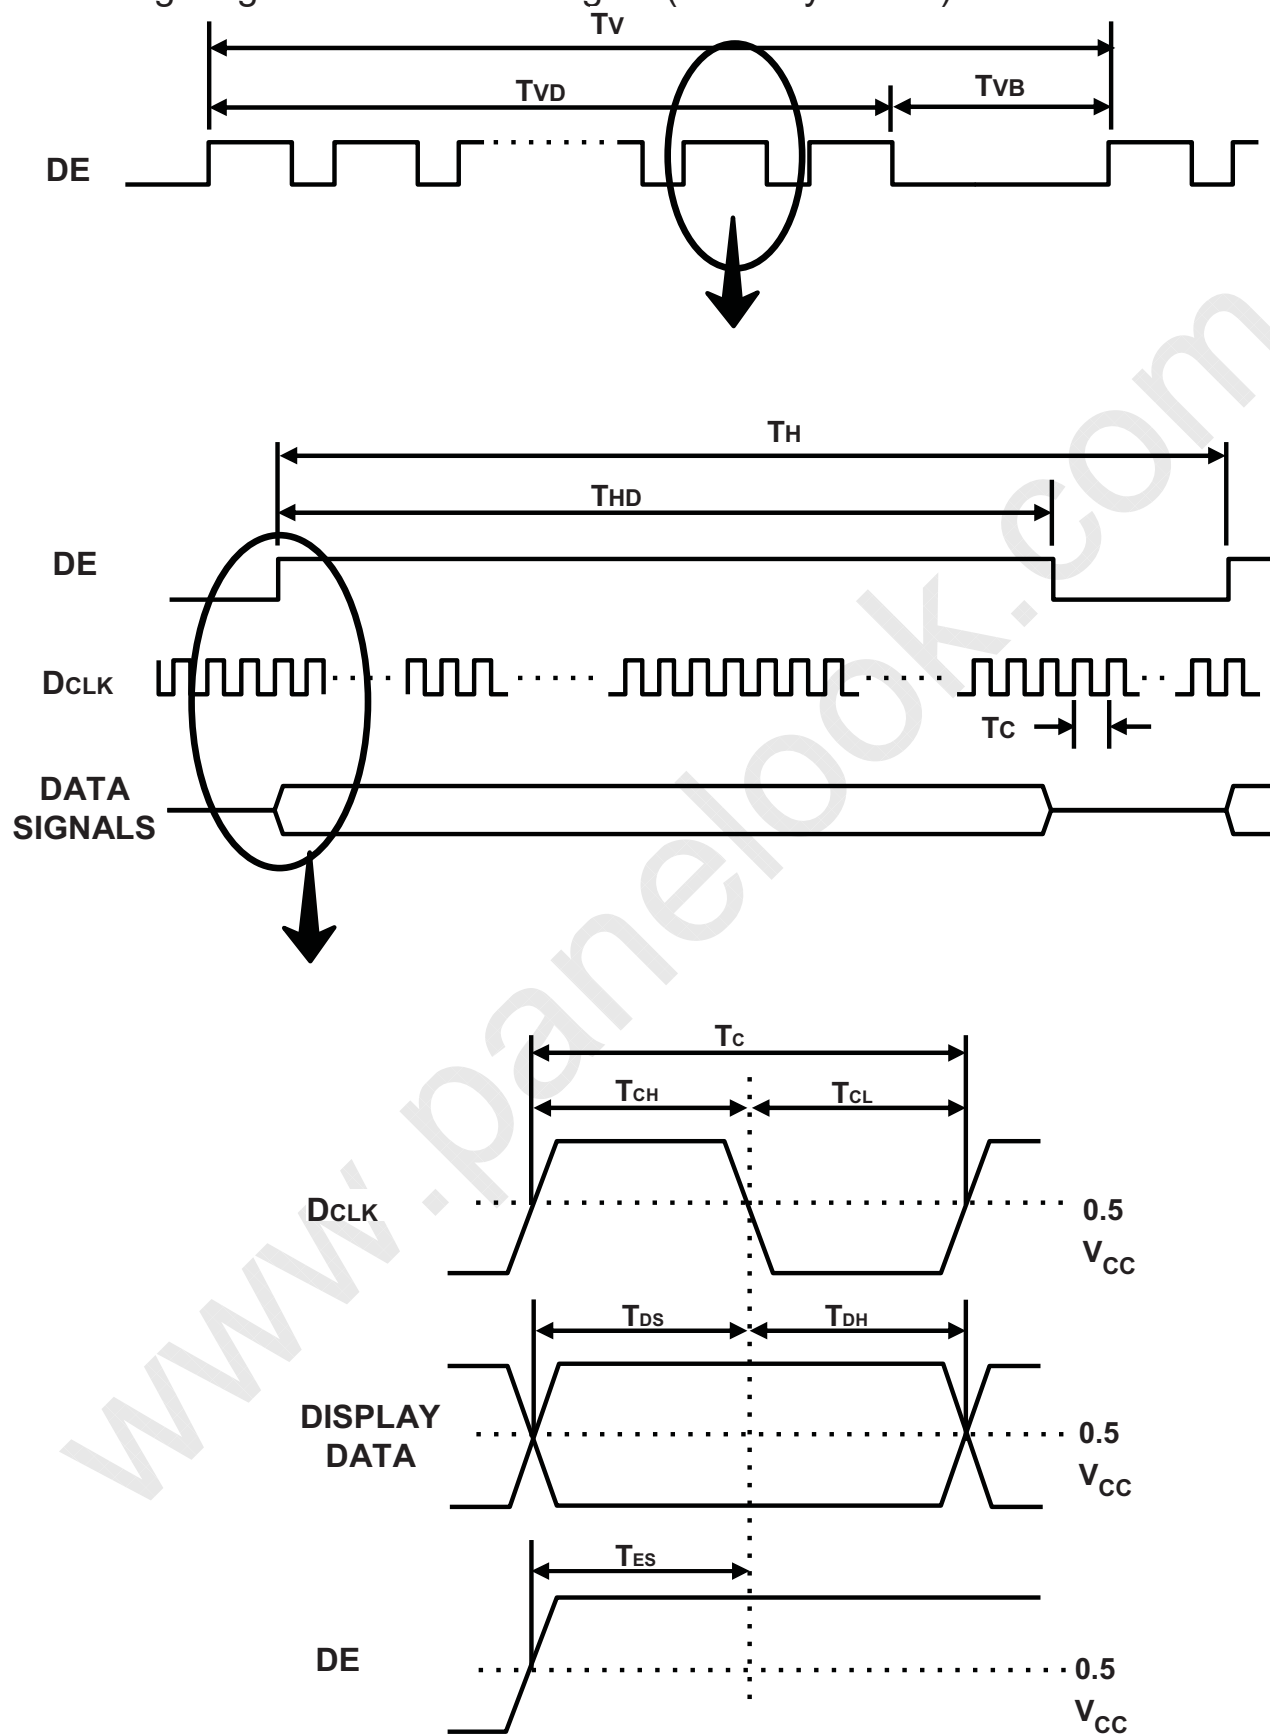 TV
TVD
TVB
DE
TH
THD
DE
DCLK
TC
DATA
SIGNALS
TC
TCH
TCL
DCLK
0.5
VCC
TDS
TDH
DISPLAY
DATA
0.5
VCC
TES
DE
0.5
VCC
www.panelook.com